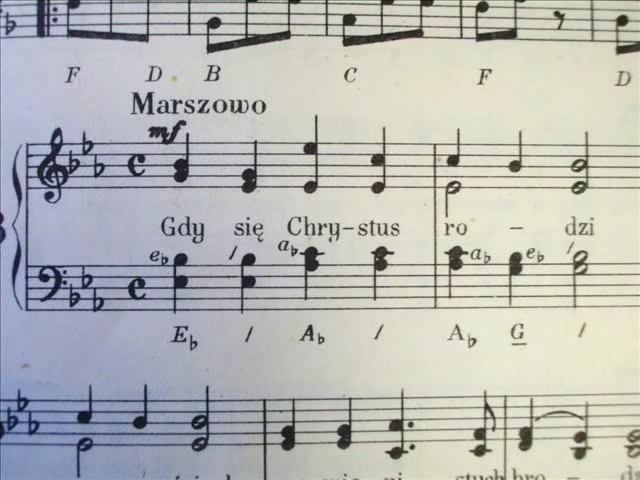 F D B C F D
Marszowo
mf
Gdy się Chry-stus ro - dzi
e♭ / a♭ a♭ e♭ /
E♭ / A♭ / A♭ G /